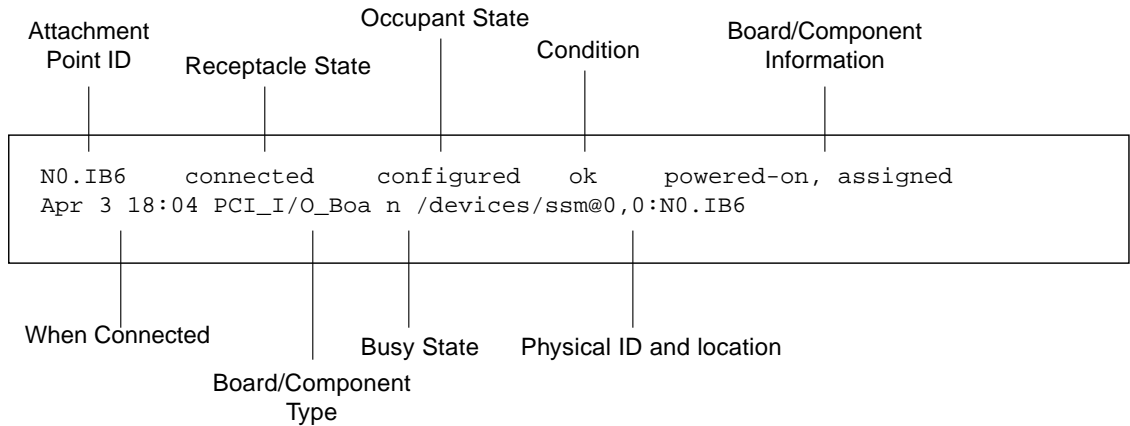 Attachment
Point ID
Receptacle State
Occupant State
Condition
Board/Component
Information
N0.IB6 connected configured ok powered-on, assigned
Apr 3 18:04 PCI_I/O_Boa n /devices/ssm@0,0:N0.IB6
When Connected
Board/Component
Type
Busy State
Physical ID and location